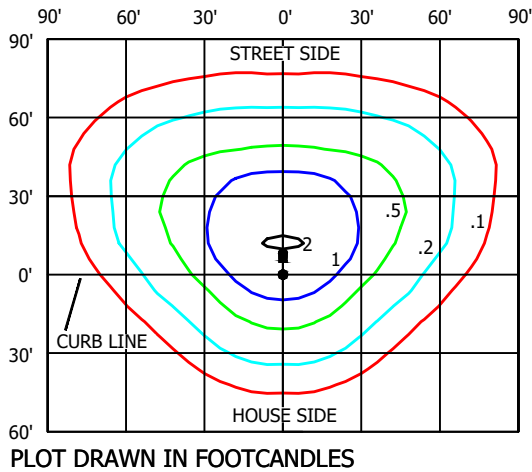 90' 60' 30' 0' 30' 60' 90'
90'
STREET SIDE
60'
30'
.5 .1
2 1 .2
0'
CURB LINE
30'
HOUSE SIDE
60'
PLOT DRAWN IN FOOTCANDLES